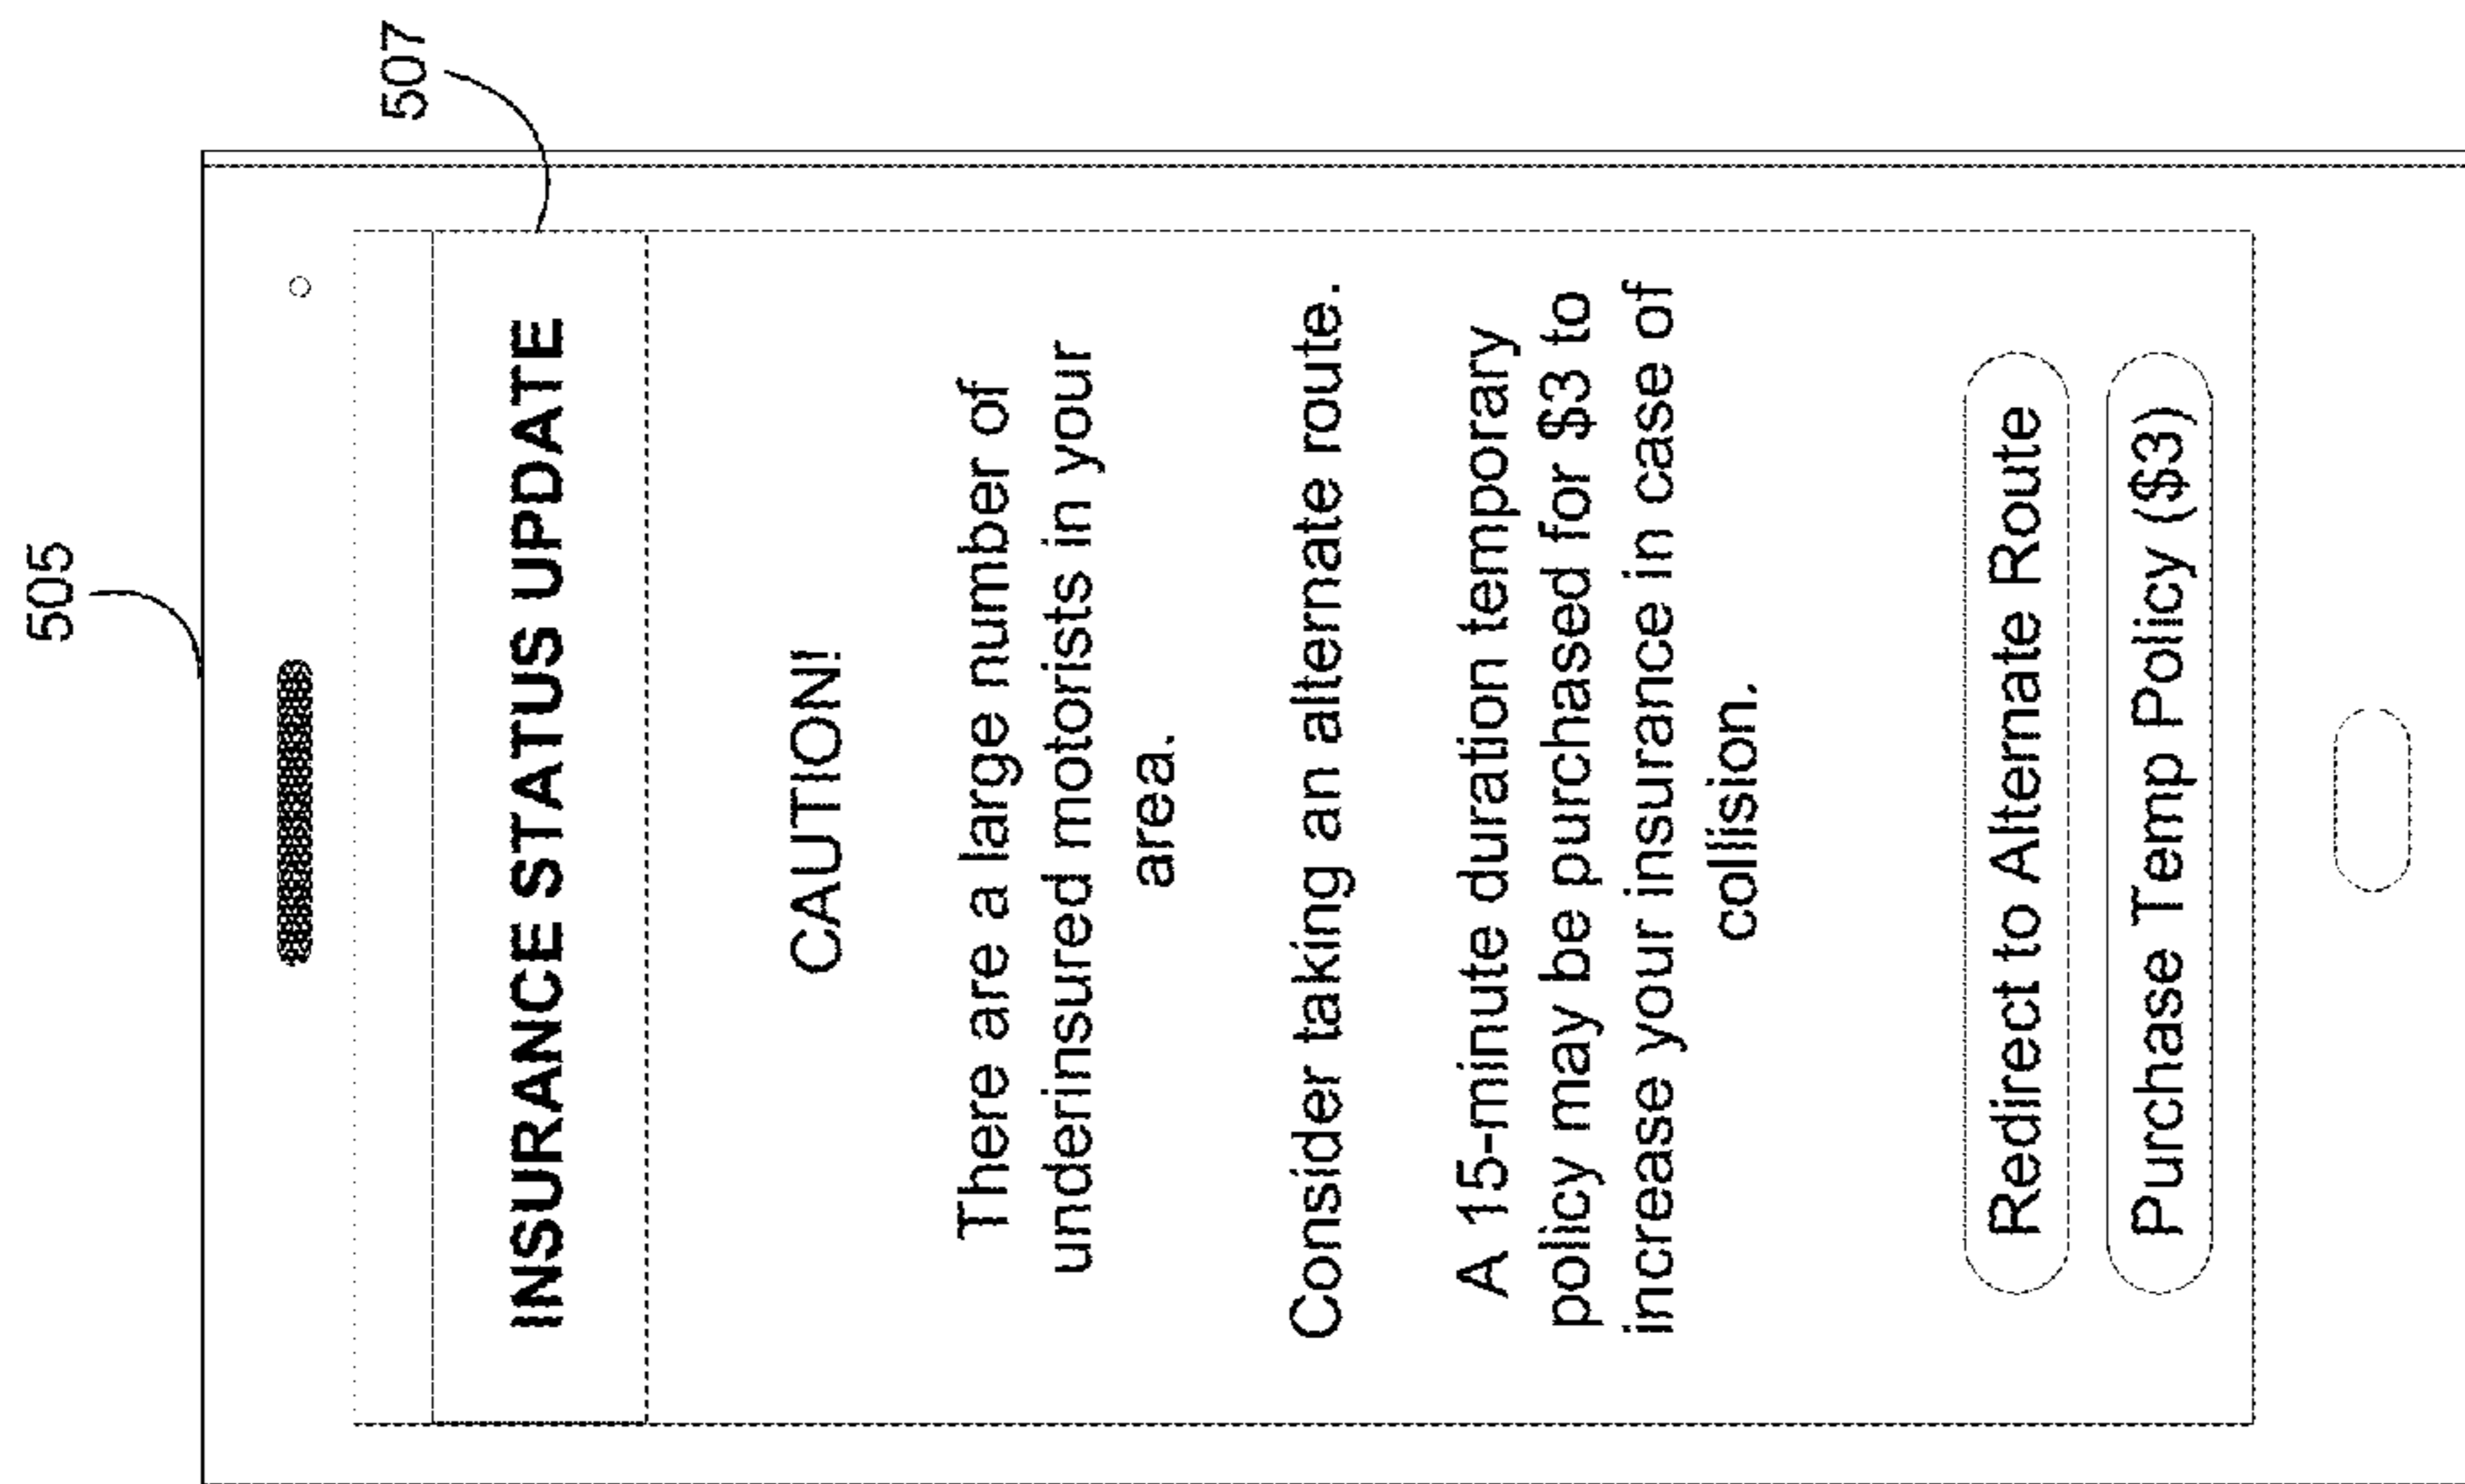 505
507
INSURANCE STATUS UPDATE
CAUTION!
There are a large number of
underinsured motorists in your
area.
Consider taking an alternate route.
A 15-minute duration temporary
policy may be purchased for $3 to
increase your insurance in case of
collision.
Redirect to Alternate Route
Purchase Temp Policy ($3)